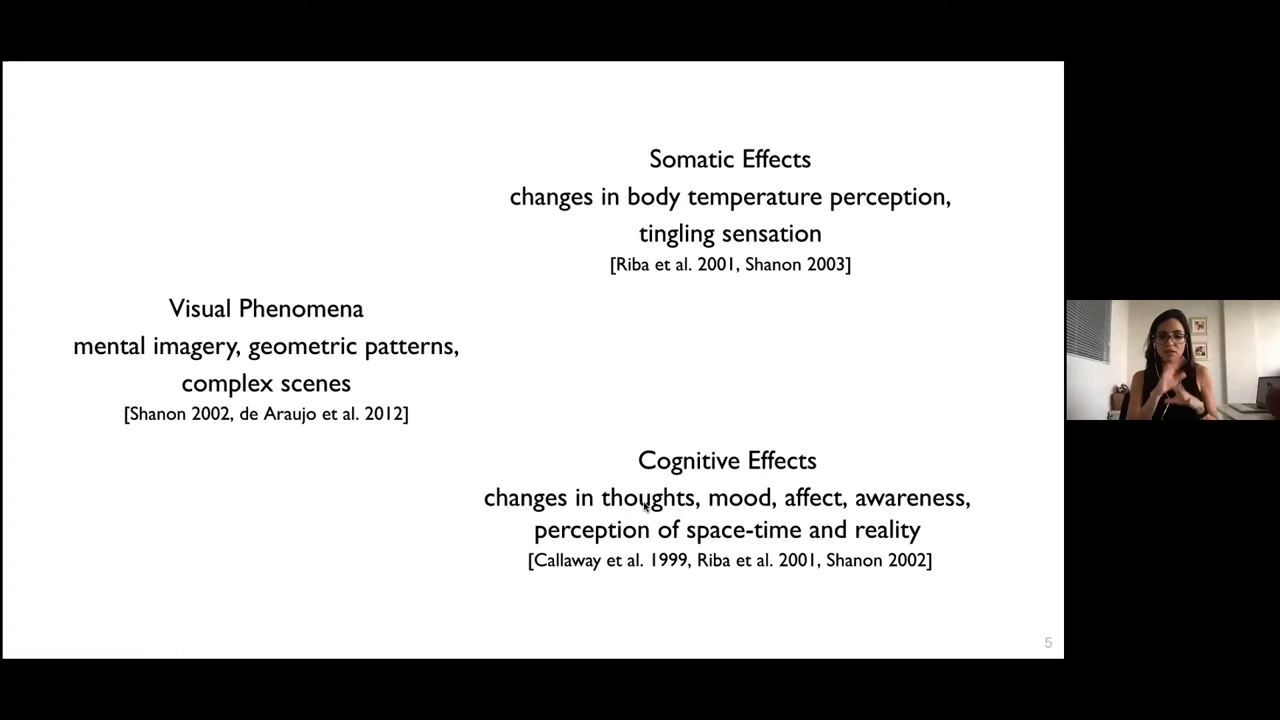 Somatic Effects
changes in body temperature perception,
tingling sensation
[Riba et al. 2001, Shanon 2003]
Visual Phenomena
mental imagery, geometric patterns,
complex scenes
[Shanon 2002, de Araujo et al. 2012]
Cognitive Effects
changes in thoughts, mood, affect, awareness,
perception of space-time and reality
[Callaway et al. 1999, Riba et al. 2001, Shanon 2002]
5